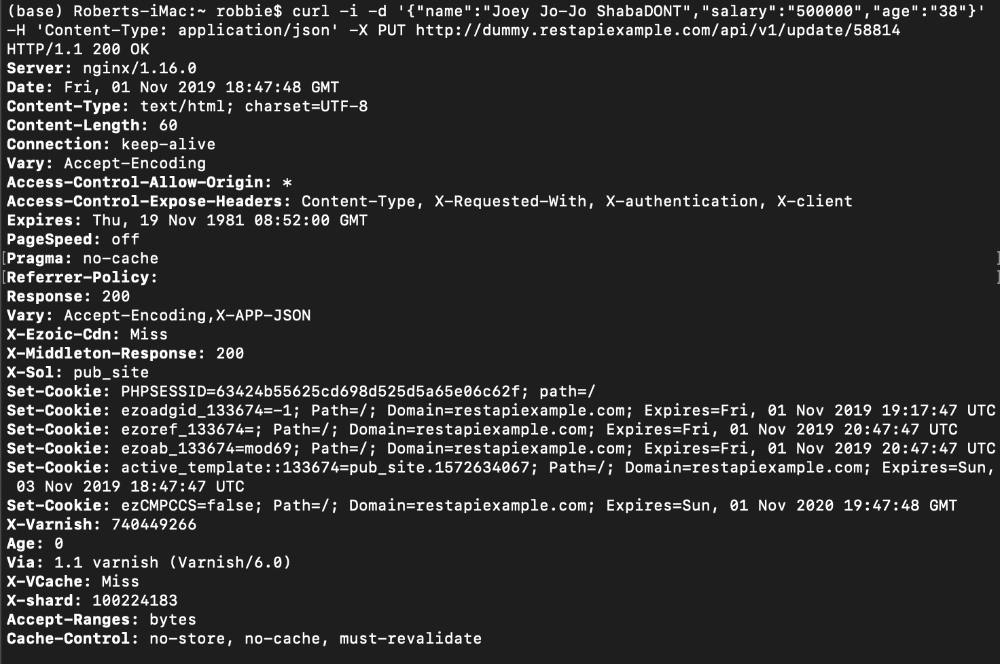 (base) Roberts-iMac:~ robbie$ curl -i -d '{"name":"Joey Jo-Jo ShabaDONT","salary":"500000","age":"38"}'
-H 'Content-Type: application/json' -X PUT http://dummy.restapiexample.com/api/v1/update/58814
HTTP/1.1 200 OK
Server: nginx/1.16.0
Date: Fri, 01 Nov 2019 18:47:48 GMT
Content-Type: text/html; charset=UTF-8
Content-Length: 60
Connection: keep-alive
Vary: Accept-Encoding
Access-Control-Allow-Origin: *
Access-Control-Expose-Headers: Content-Type, X-Requested-With, X-authentication, X-client
Expires: Thu, 19 Nov 1981 08:52:00 GMT
PageSpeed: off
[Pragma: no-cache ]
[Referrer-Policy: ]
Response: 200
Vary: Accept-Encoding,X-APP-JSON
X-Ezoic-Cdn: Miss
X-Middleton-Response: 200
X-Sol: pub_site
Set-Cookie: PHPSESSID=63424b55625cd698d525d5a65e06c62f; path=/
Set-Cookie: ezoadgid_133674=-1; Path=/; Domain=restapiexample.com; Expires=Fri, 01 Nov 2019 19:17:47 UTC
Set-Cookie: ezoref_133674=; Path=/; Domain=restapiexample.com; Expires=Fri, 01 Nov 2019 20:47:47 UTC
Set-Cookie: ezoab_133674=mod69; Path=/; Domain=restapiexample.com; Expires=Fri, 01 Nov 2019 20:47:47 UTC
Set-Cookie: active_template::133674=pub_site.1572634067; Path=/; Domain=restapiexample.com; Expires=Sun,
03 Nov 2019 18:47:47 UTC
Set-Cookie: ezCMPCCS=false; Path=/; Domain=restapiexample.com; Expires=Sun, 01 Nov 2020 19:47:48 GMT
X-Varnish: 740449266
Age: 0
Via: 1.1 varnish (Varnish/6.0)
X-VCache: Miss
X-shard: 100224183
Accept-Ranges: bytes
Cache-Control: no-store, no-cache, must-revalidate